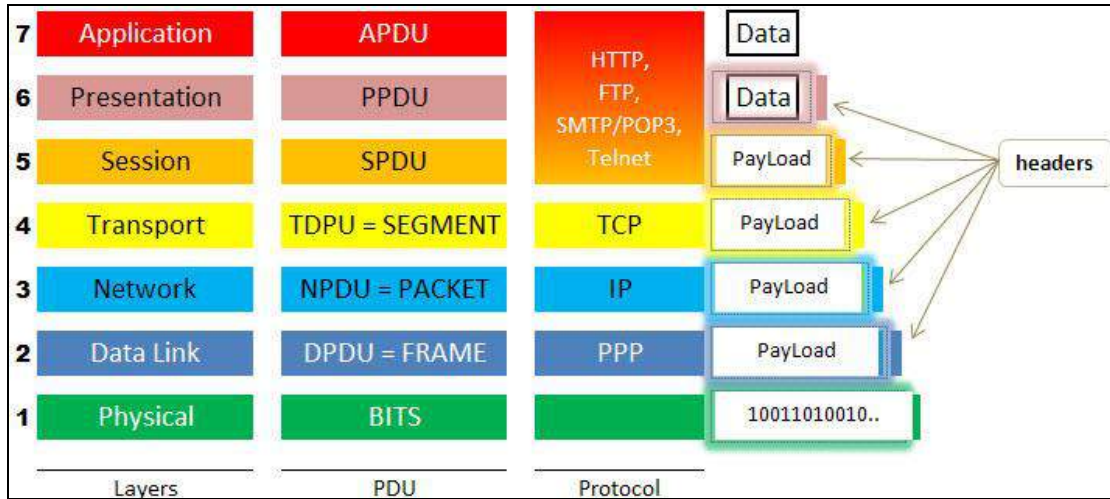 7 Application APDU Data
HTTP,
6 Presentation PPDU FTP, Data
SMTP/POP3,
5 Session SPDU Telnet PayLoad headers
4 Transport TDPU = SEGMENT TCP PayLoad
3 Network NPDU = PACKET IP PayLoad
2 Data Link DPDU = FRAME PPP PayLoad
1 Physical BITS 10011010010..
Layers PDU Protocol